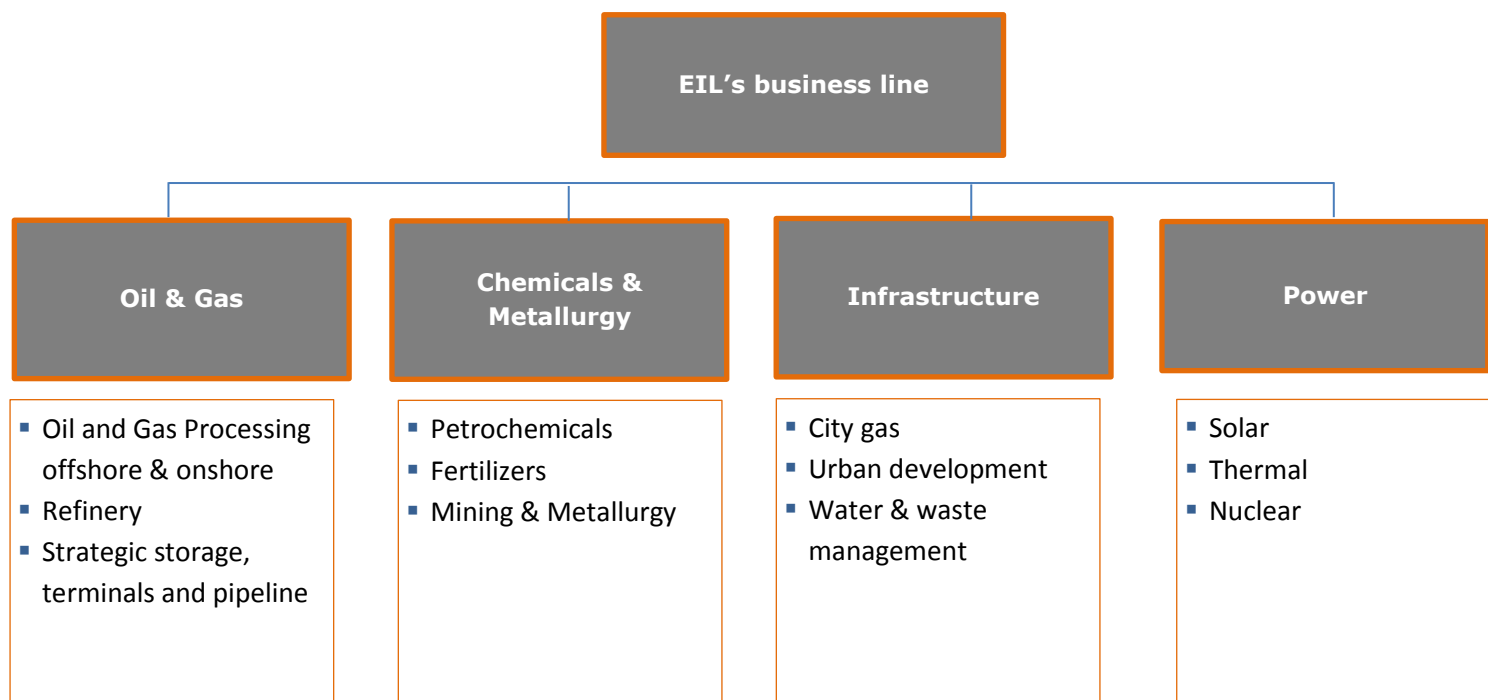 EIL’s business line
Oil & Gas
Chemicals &
Metallurgy
Infrastructure
Power
▪ Oil and Gas Processing
offshore & onshore
▪ Refinery
▪ Strategic storage,
terminals and pipeline
▪ Petrochemicals
▪ Fertilizers
▪ Mining & Metallurgy
▪ City gas
▪ Urban development
▪ Water & waste
management
▪ Solar
▪ Thermal
▪ Nuclear